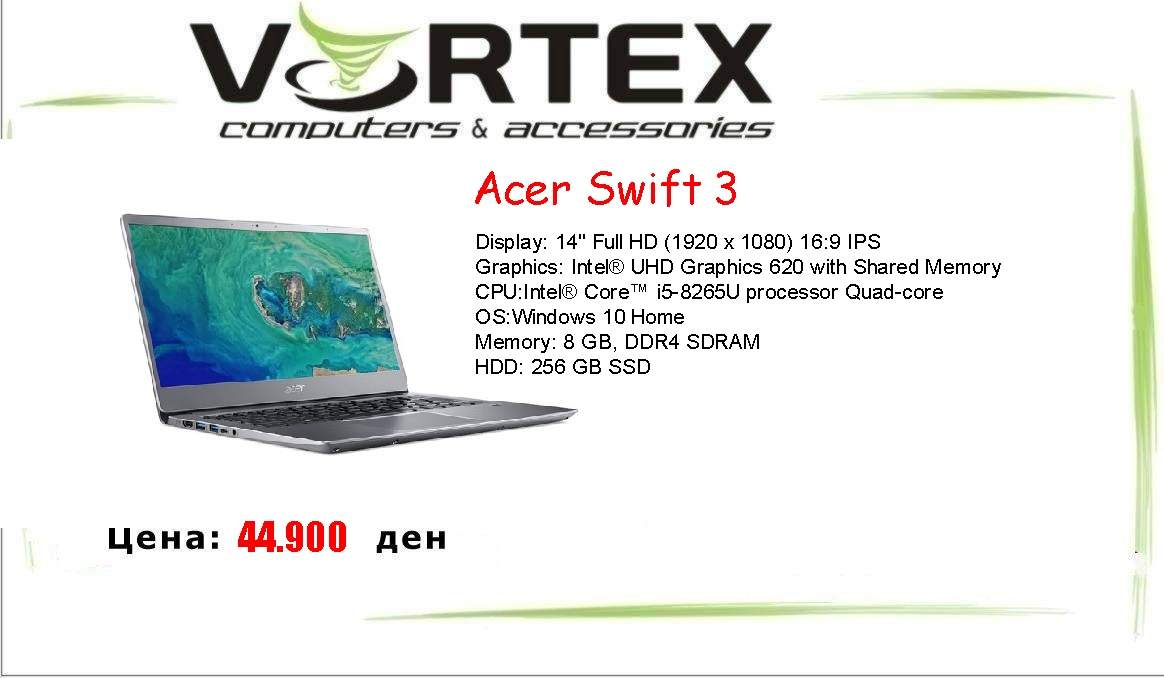 VORTEX
computers & accessories
Acer Swift 3
Display: 14" Full HD (1920 x 1080) 16:9 IPS
Graphics: Intel® UHD Graphics 620 with Shared Memory
CPU:Intel® Core™ i5-8265U processor Quad-core
OS:Windows 10 Home
Memory: 8 GB, DDR4 SDRAM
HDD: 256 GB SSD
acer
Цена: 44.900 ден